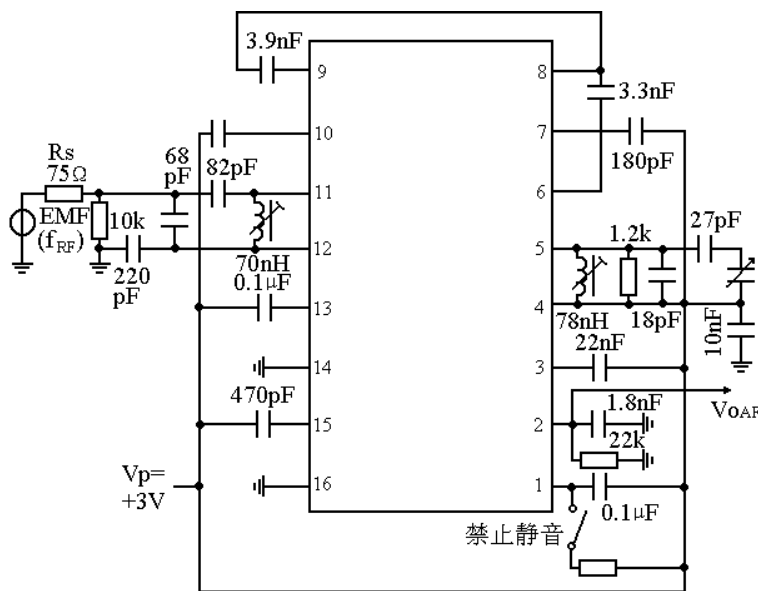 3.9nF
9
8
3.3nF
10
7
180pF
Rs
75Ω
68
pF
82pF
11
6
EMF
(fRF)
10k
220
pF
12
70nH
5
1.2k
27pF
0.1μF
13
4
78nH
18pF
10nF
14
3
22nF
470pF
15
2
1.8nF
VoAF
22k
Vp=
+3V
16
1
0.1μF
禁止静音